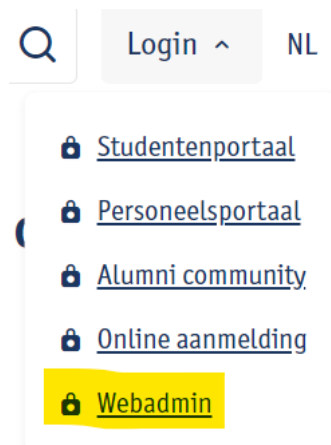 Login NL
Studentenportaal
Personeelsportaal
Alumni community
Online aanmelding
Webadmin